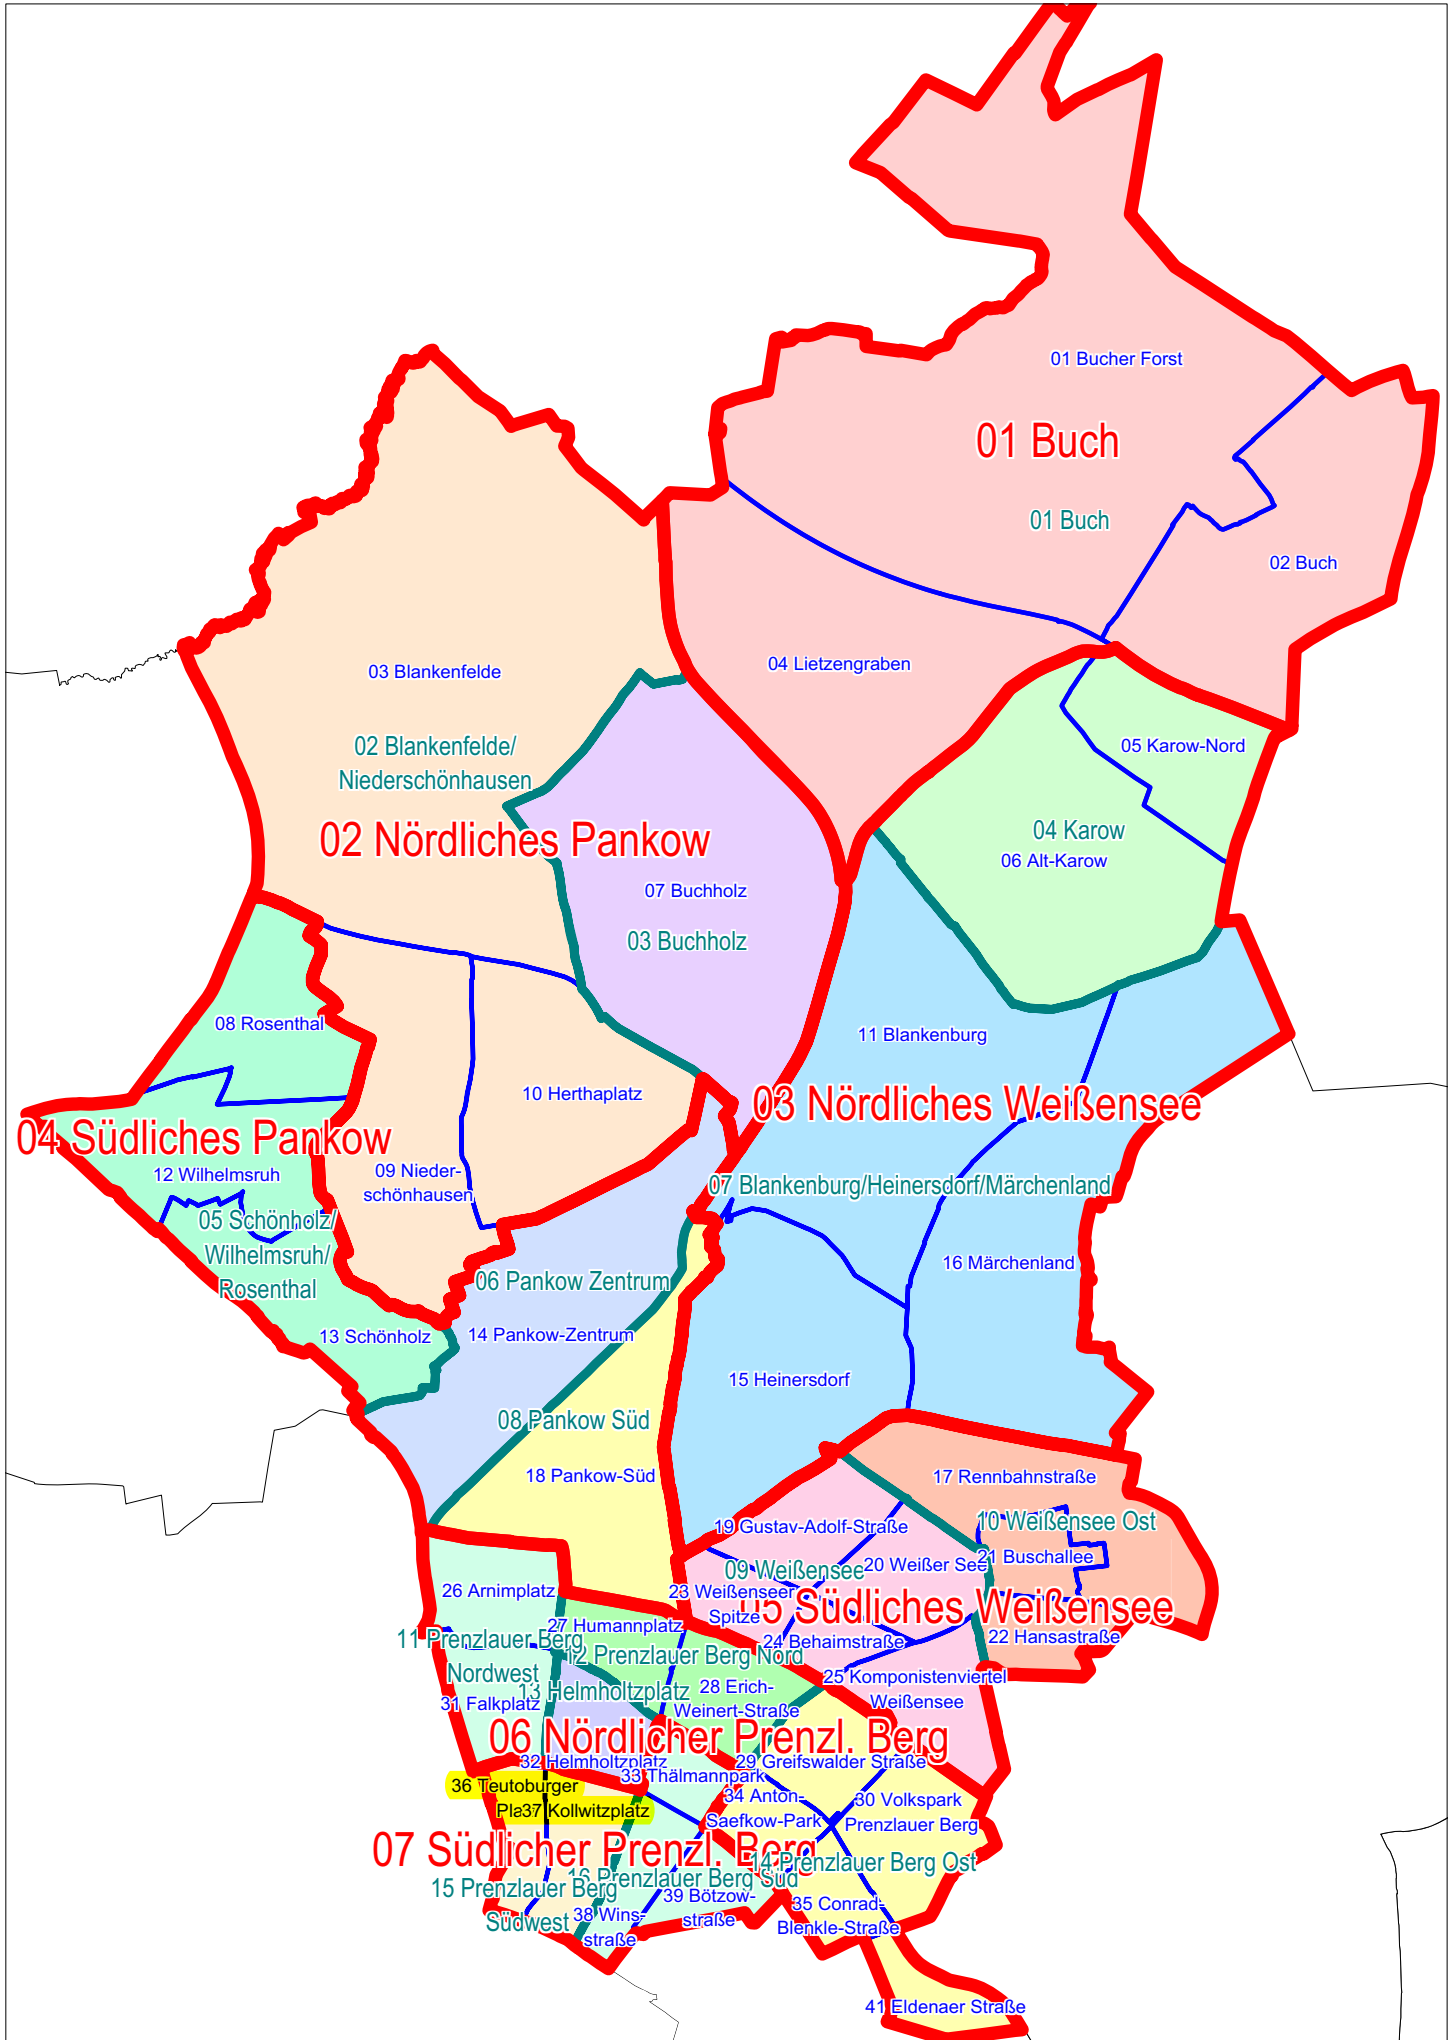 01 Bucher Forst
01 Buch
01 Buch
02 Buch
04 Lietzengraben
03 Blankenfelde
02 Blankenfelde/
Niederschönhausen
02 Nördliches Pankow
05 Karow-Nord
04 Karow
06 Alt-Karow
07 Buchholz
03 Buchholz
08 Rosenthal
11 Blankenburg
10 Herthaplatz
03 Nördliches Weißensee
04 Südliches Pankow
12 Wilhelmsruh
09 Nieder-
schönhausen
07 Blankenburg/Heinersdorf/Märchenland
05 Schönholz/
Wilhelmsruh/
Rosenthal
16 Märchenland
06 Pankow Zentrum
13 Schönholz
14 Pankow-Zentrum
15 Heinersdorf
08 Pankow Süd
18 Pankow-Süd
17 Rennbahnstraße
19 Gustav-Adolf-Straße
10 Weißensee Ost
20 Weißer See
21 Buschallee
09 Weißensee
26 Arnimplatz
23 Weißenseer
Spitze
05 Südliches Weißensee
27 Humannplatz
24 Behaimstraße
22 Hansastraße
11 Prenzlauer Berg
Nordwest
12 Prenzlauer Berg Nord
25 Komponistenviertel
Weißensee
13 Helmholtzplatz
28 Erich-
Weinert-Straße
31 Falkplatz
06 Nördlicher Prenzl. Berg
32 Helmholtzplatz
29 Greifswalder Straße
33 Thälmannpark
36 Teutoburger
Pla
37 Kollwitzplatz
34 Anton-
Saefkow-Park
30 Volkspark
Prenzlauer Berg
07 Südlicher Prenzl. Berg
14 Prenzlauer Berg Ost
16 Prenzlauer Berg Süd
15 Prenzlauer Berg
Südwest
39 Bötzow-
straße
38 Wins-
straße
35 Conrad-
Blenkle-Straße
41 Eldenaer Straße